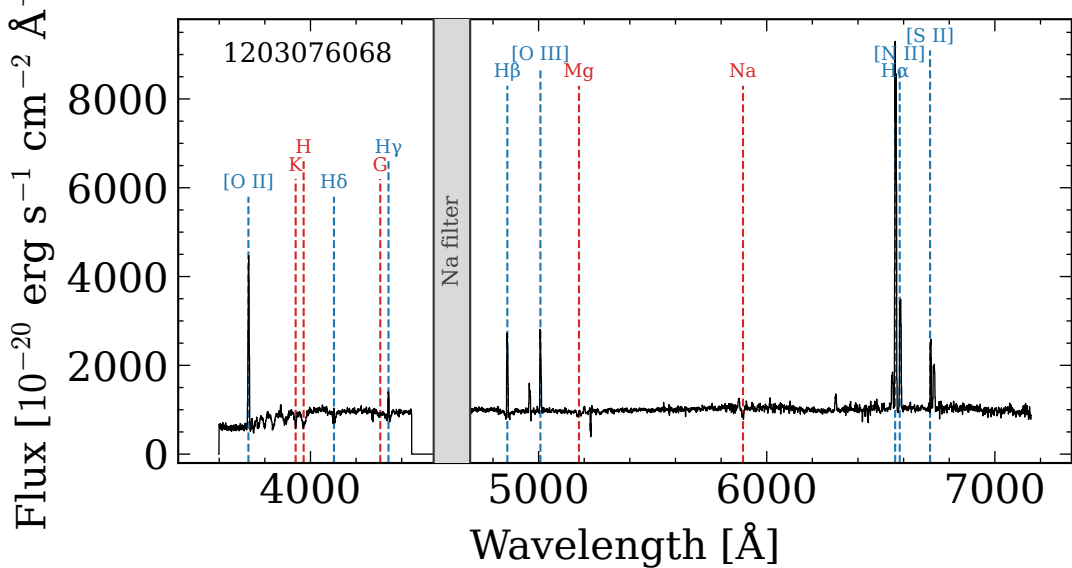 1203076068
[O II]
K
H
Hδ
G
Hγ
Na filter
Hβ
[O III]
Mg
Na
[N II]
Hα
[S II]
8000
6000
4000
2000
0
4000 5000 6000 7000
Wavelength [Å]
Flux [10⁻²⁰ erg s⁻¹ cm⁻² Å⁻